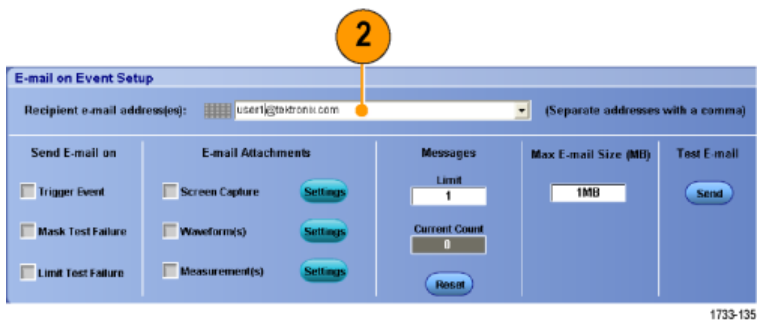 2
E-mail on Event Setup
Recipient e-mail address(es): user1@tektronix.com (Separate addresses with a comma)
Send E-mail on E-mail Attachments Messages Max E-mail Size (MB) Test E-mail
Limit
Trigger Event Screen Capture Settings 1 1MB Send
Mask Test Failure Waveform(s) Settings Current Count
0
Limit Test Failure Measurement(s) Settings Reset
1733-135